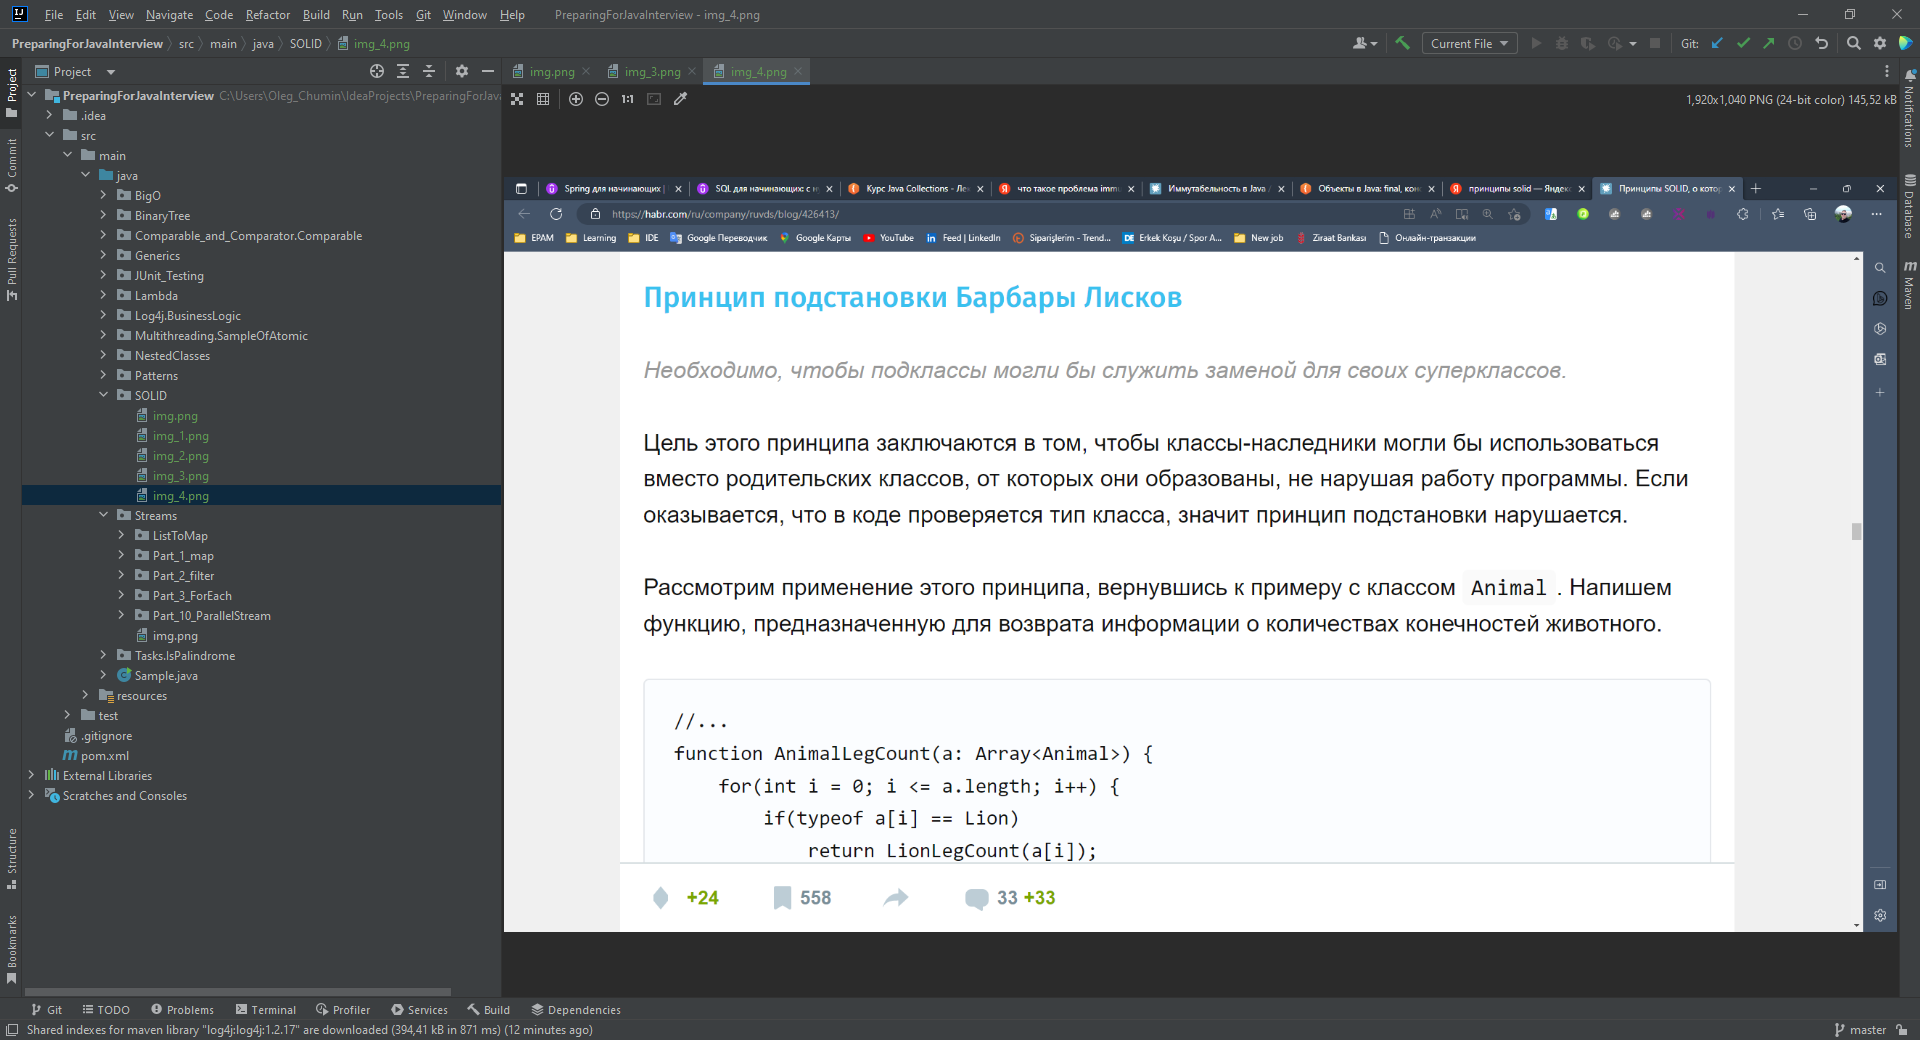 File Edit View Navigate Code Refactor Build Run Tools Git Window Help PreparingForJavaInterview - img_4.png
PreparingForJavaInterview src main java SOLID img_4.png
Current File Git:
Project
img.png img_3.png img_4.png
1:1
1,920x1,040 PNG (24-bit color) 145,52 kB
Project
Commit
Pull Requests
Structure
Bookmarks
Notifications
Database
Maven
PreparingForJavaInterview C:\Users\Oleg_Chumin\IdeaProjects\PreparingForJava
.idea
src
main
java
BigO
BinaryTree
Comparable_and_Comparator.Comparable
Generics
JUnit_Testing
Lambda
Log4j.BusinessLogic
Multithreading.SampleOfAtomic
NestedClasses
Patterns
SOLID
img.png
img_1.png
img_2.png
img_3.png
img_4.png
Streams
ListToMap
Part_1_map
Part_2_filter
Part_3_ForEach
Part_10_ParallelStream
img.png
Tasks.IsPalindrome
Sample.java
resources
test
.gitignore
pom.xml
External Libraries
Scratches and Consoles
Spring для начинающих | SQL для начинающих с н Курс Java Collections - Лек что такое проблема immu Иммутабельность в Java / Объекты в Java: final, кон принципы solid — Яндекс Принципы SOLID, о котор
https://habr.com/ru/company/ruvds/blog/426413/
EPAM Learning IDE Google Переводчик Google Карты YouTube Feed | LinkedIn Siparişlerim - Trend... Erkek Koşu / Spor A... New job Ziraat Bankası Онлайн-транзакции
Принцип подстановки Барбары Лисков
Необходимо, чтобы подклассы могли бы служить заменой для своих суперклассов.
Цель этого принципа заключаются в том, чтобы классы-наследники могли бы использоваться
вместо родительских классов, от которых они образованы, не нарушая работу программы. Если
оказывается, что в коде проверяется тип класса, значит принцип подстановки нарушается.
Рассмотрим применение этого принципа, вернувшись к примеру с классом Animal . Напишем
функцию, предназначенную для возврата информации о количествах конечностей животного.
//...
function AnimalLegCount(a: Array<Animal>) {
for(int i = 0; i <= a.length; i++) {
if(typeof a[i] == Lion)
return LionLegCount(a[i]);
+24 558 33 +33
Git TODO Problems Terminal Profiler Services Build Dependencies
Shared indexes for maven library "log4j:log4j:1.2.17" are downloaded (394,41 kB in 871 ms) (12 minutes ago) master